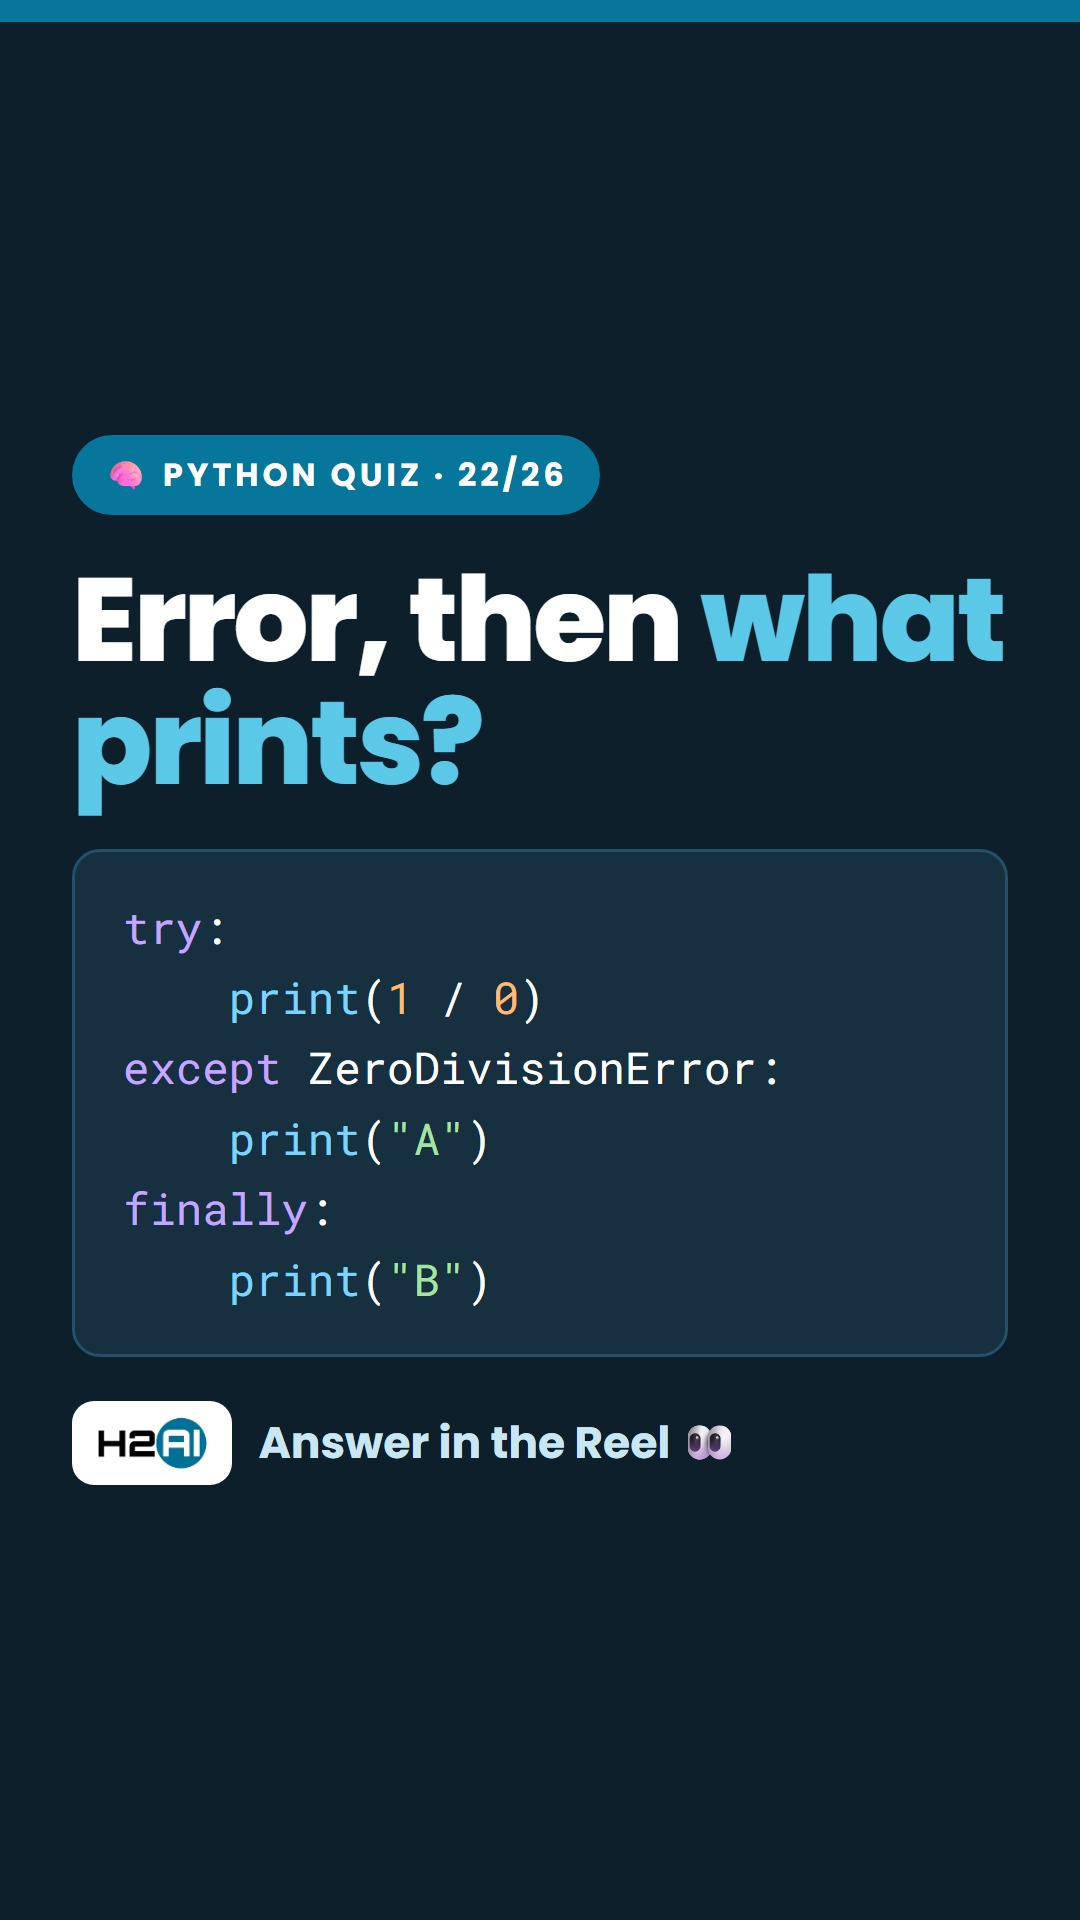 🧠 PYTHON QUIZ · 22/26
Error, then what
prints?
try:
    print(1 / 0)
except ZeroDivisionError:
    print("A")
finally:
    print("B")
H2AI
Answer in the Reel 👀